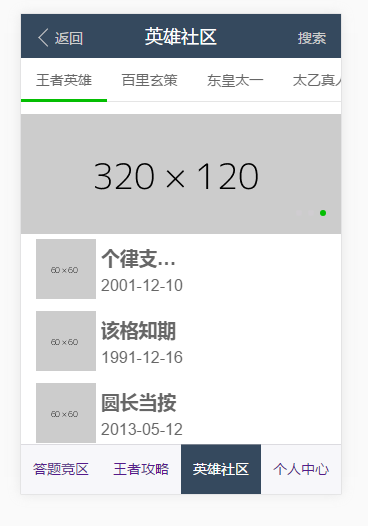 返回 英雄社区 搜索
王者英雄 百里玄策 东皇太一 太乙真人
320 × 120
60×60 个律支…
2001-12-10
60×60 该格知期
1991-12-16
60×60 圆长当按
2013-05-12
答题竞区 王者攻略 英雄社区 个人中心